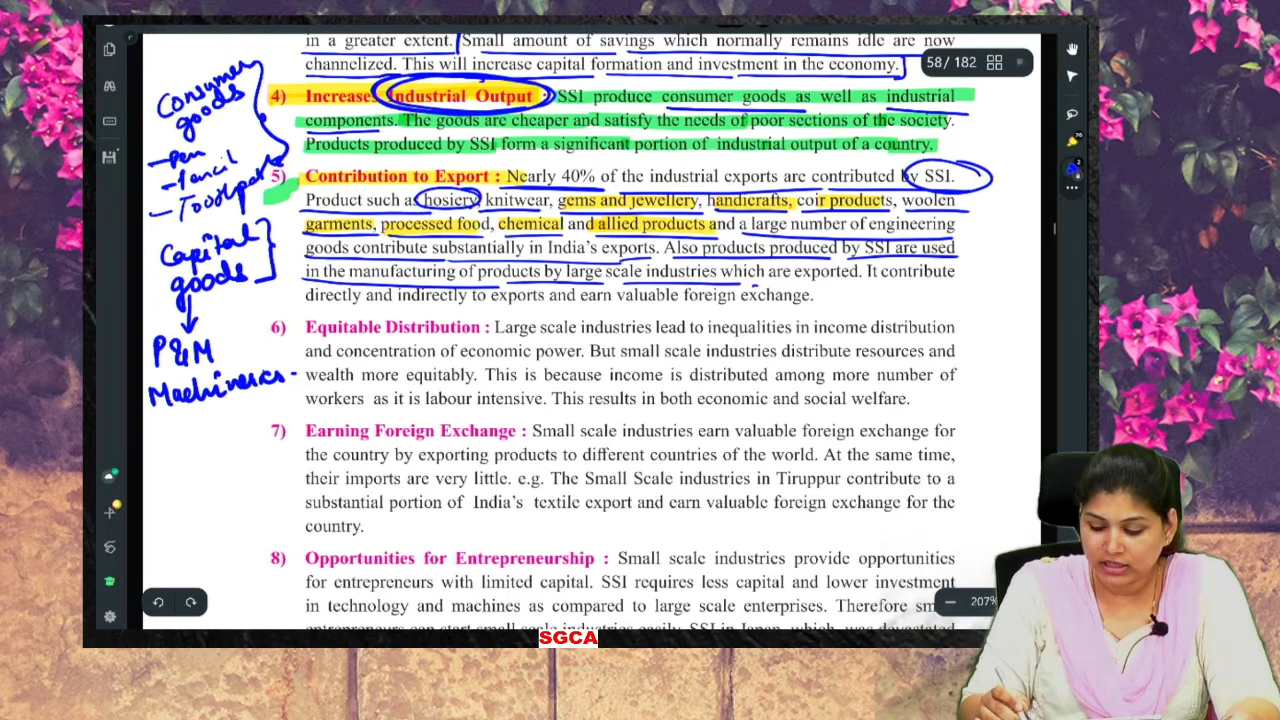 in a greater extent. Small amount of savings which normally remains idle are now
channelized. This will increase capital formation and investment in the economy.
58 / 182
4) Increases Industrial Output : SSI produce consumer goods as well as industrial
components. The goods are cheaper and satisfy the needs of poor sections of the society.
Products produced by SSI form a significant portion of industrial output of a country.
5) Contribution to Export : Nearly 40% of the industrial exports are contributed by SSI.
Product such as hosiery, knitwear, gems and jewellery, handicrafts, coir products, woolen
garments, processed food, chemical and allied products and a large number of engineering
goods contribute substantially in India's exports. Also products produced by SSI are used
in the manufacturing of products by large scale industries which are exported. It contribute
directly and indirectly to exports and earn valuable foreign exchange.
6) Equitable Distribution : Large scale industries lead to inequalities in income distribution
and concentration of economic power. But small scale industries distribute resources and
wealth more equitably. This is because income is distributed among more number of
workers as it is labour intensive. This results in both economic and social welfare.
7) Earning Foreign Exchange : Small scale industries earn valuable foreign exchange for
the country by exporting products to different countries of the world. At the same time,
their imports are very little. e.g. The Small Scale industries in Tiruppur contribute to a
substantial portion of India's textile export and earn valuable foreign exchange for the
country.
8) Opportunities for Entrepreneurship : Small scale industries provide opportunities
for entrepreneurs with limited capital. SSI requires less capital and lower investment
in technology and machines as compared to large scale enterprises. Therefore
207%
Consumer
goods
- Pen
- Pencil
Capital
goods
P&M
Machineries
SGCA